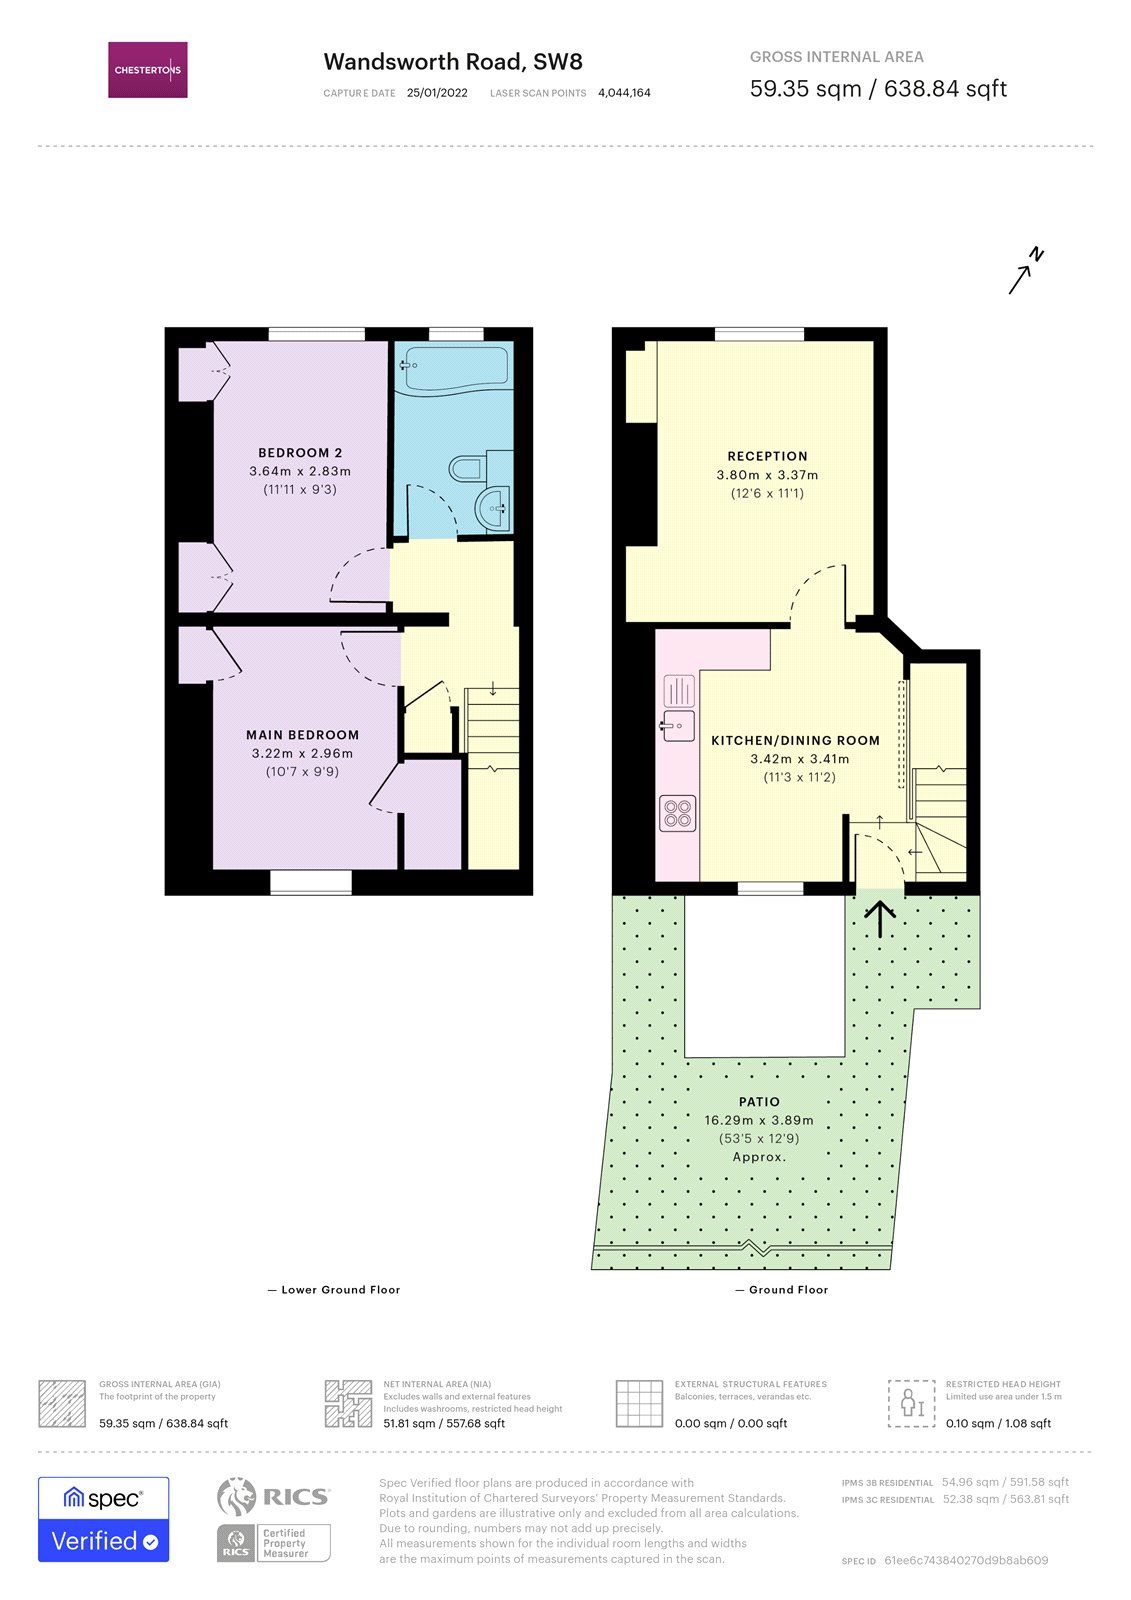 CHESTERTONS
Wandsworth Road, SW8
CAPTURE DATE 25/01/2022 LASER SCAN POINTS 4,044,164
GROSS INTERNAL AREA
59.35 sqm / 638.84 sqft
N
BEDROOM 2
3.64m x 2.83m
(11'11 x 9'3)
MAIN BEDROOM
3.22m x 2.96m
(10'7 x 9'9)
RECEPTION
3.80m x 3.37m
(12'6 x 11'1)
KITCHEN/DINING ROOM
3.42m x 3.41m
(11'3 x 11'2)
PATIO
16.29m x 3.89m
(53'5 x 12'9)
Approx.
— Lower Ground Floor
— Ground Floor
GROSS INTERNAL AREA (GIA)
The footprint of the property
59.35 sqm / 638.84 sqft
NET INTERNAL AREA (NIA)
Excludes walls and external features
Includes washrooms, restricted head height
51.81 sqm / 557.68 sqft
EXTERNAL STRUCTURAL FEATURES
Balconies, terraces, verandas etc.
0.00 sqm / 0.00 sqft
RESTRICTED HEAD HEIGHT
Limited use area under 1.5 m
0.10 sqm / 1.08 sqft
spec®
Verified
RICS®
RICS
Certified
Property
Measurer
Spec Verified floor plans are produced in accordance with
Royal Institution of Chartered Surveyors' Property Measurement Standards.
Plots and gardens are illustrative only and excluded from all area calculations.
Due to rounding, numbers may not add up precisely.
All measurements shown for the individual room lengths and widths
are the maximum points of measurements captured in the scan.
IPMS 3B RESIDENTIAL 54.96 sqm / 591.58 sqft
IPMS 3C RESIDENTIAL 52.38 sqm / 563.81 sqft
SPEC ID 61ee6c743840270d9b8ab609